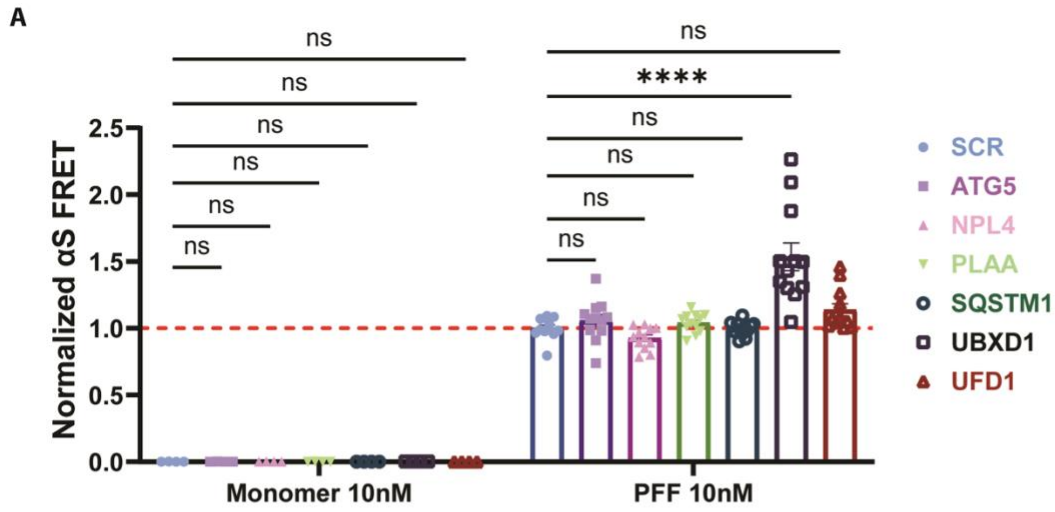 A
ns
ns
ns
ns
ns
ns
ns
****
ns
ns
ns
ns
Normalized αS FRET
2.5
2.0
1.5
1.0
0.5
0.0
Monomer 10nM
PFF 10nM
SCR
ATG5
NPL4
PLAA
SQSTM1
UBXD1
UFD1